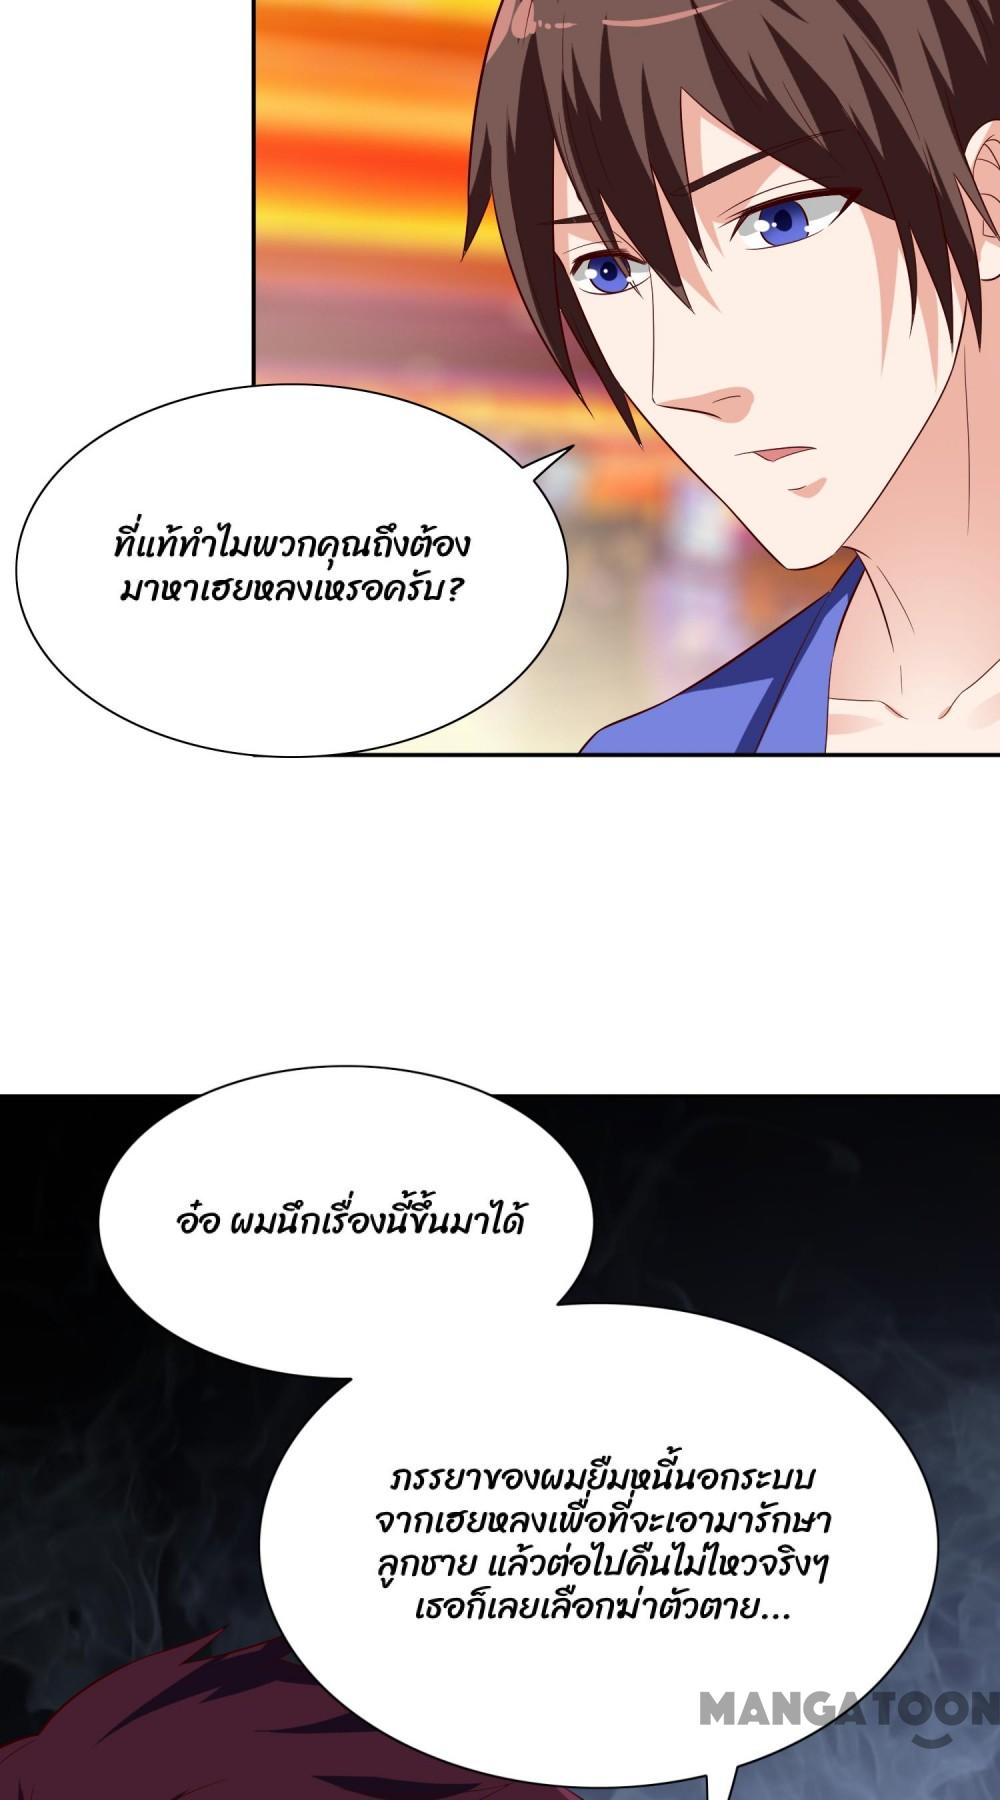 ที่แท้ทำไมพวกคุณถึงต้อง
มาหาเฮยหลงเหรอครับ?
อ๋อ ผมนึกเรื่องนี้ขึ้นมาได้
ภรรยาของผมยืมหนี้นอกระบบ
จากเฮยหลงเพื่อที่จะเอามารักษา
ลูกชาย แล้วต่อไปคืนไม่ไหวจริงๆ
เธอก็เลยเลือกฆ่าตัวตาย...
MANGATOON